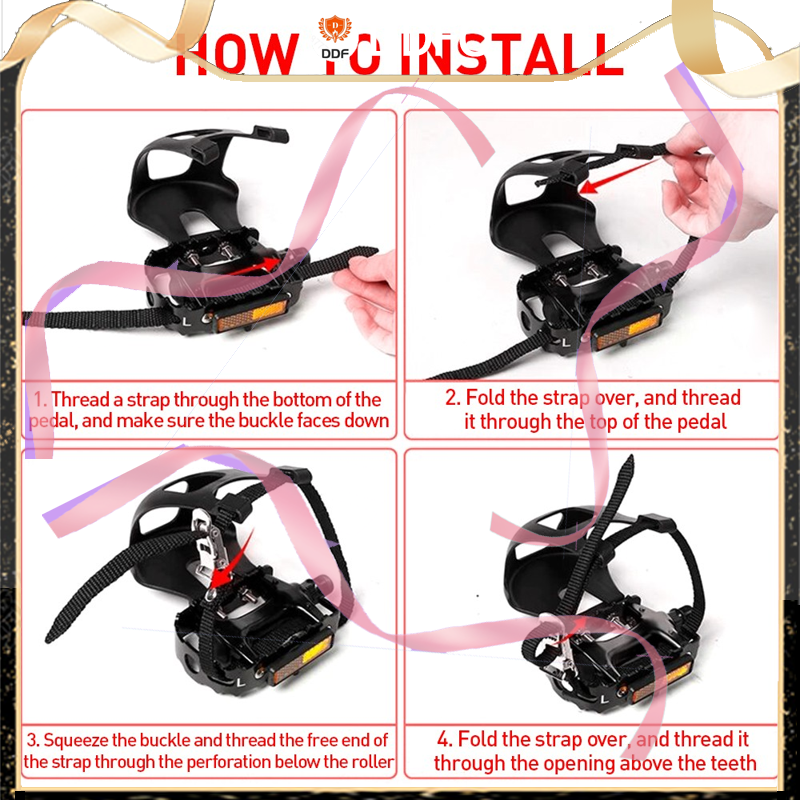 HOW TO INSTALL
DDF
L
1. Thread a strap through the bottom of the
pedal, and make sure the buckle faces down
L
2. Fold the strap over, and thread
it through the top of the pedal
L
3. Squeeze the buckle and thread the free end of
the strap through the perforation below the roller
L
4. Fold the strap over, and thread it
through the opening above the teeth